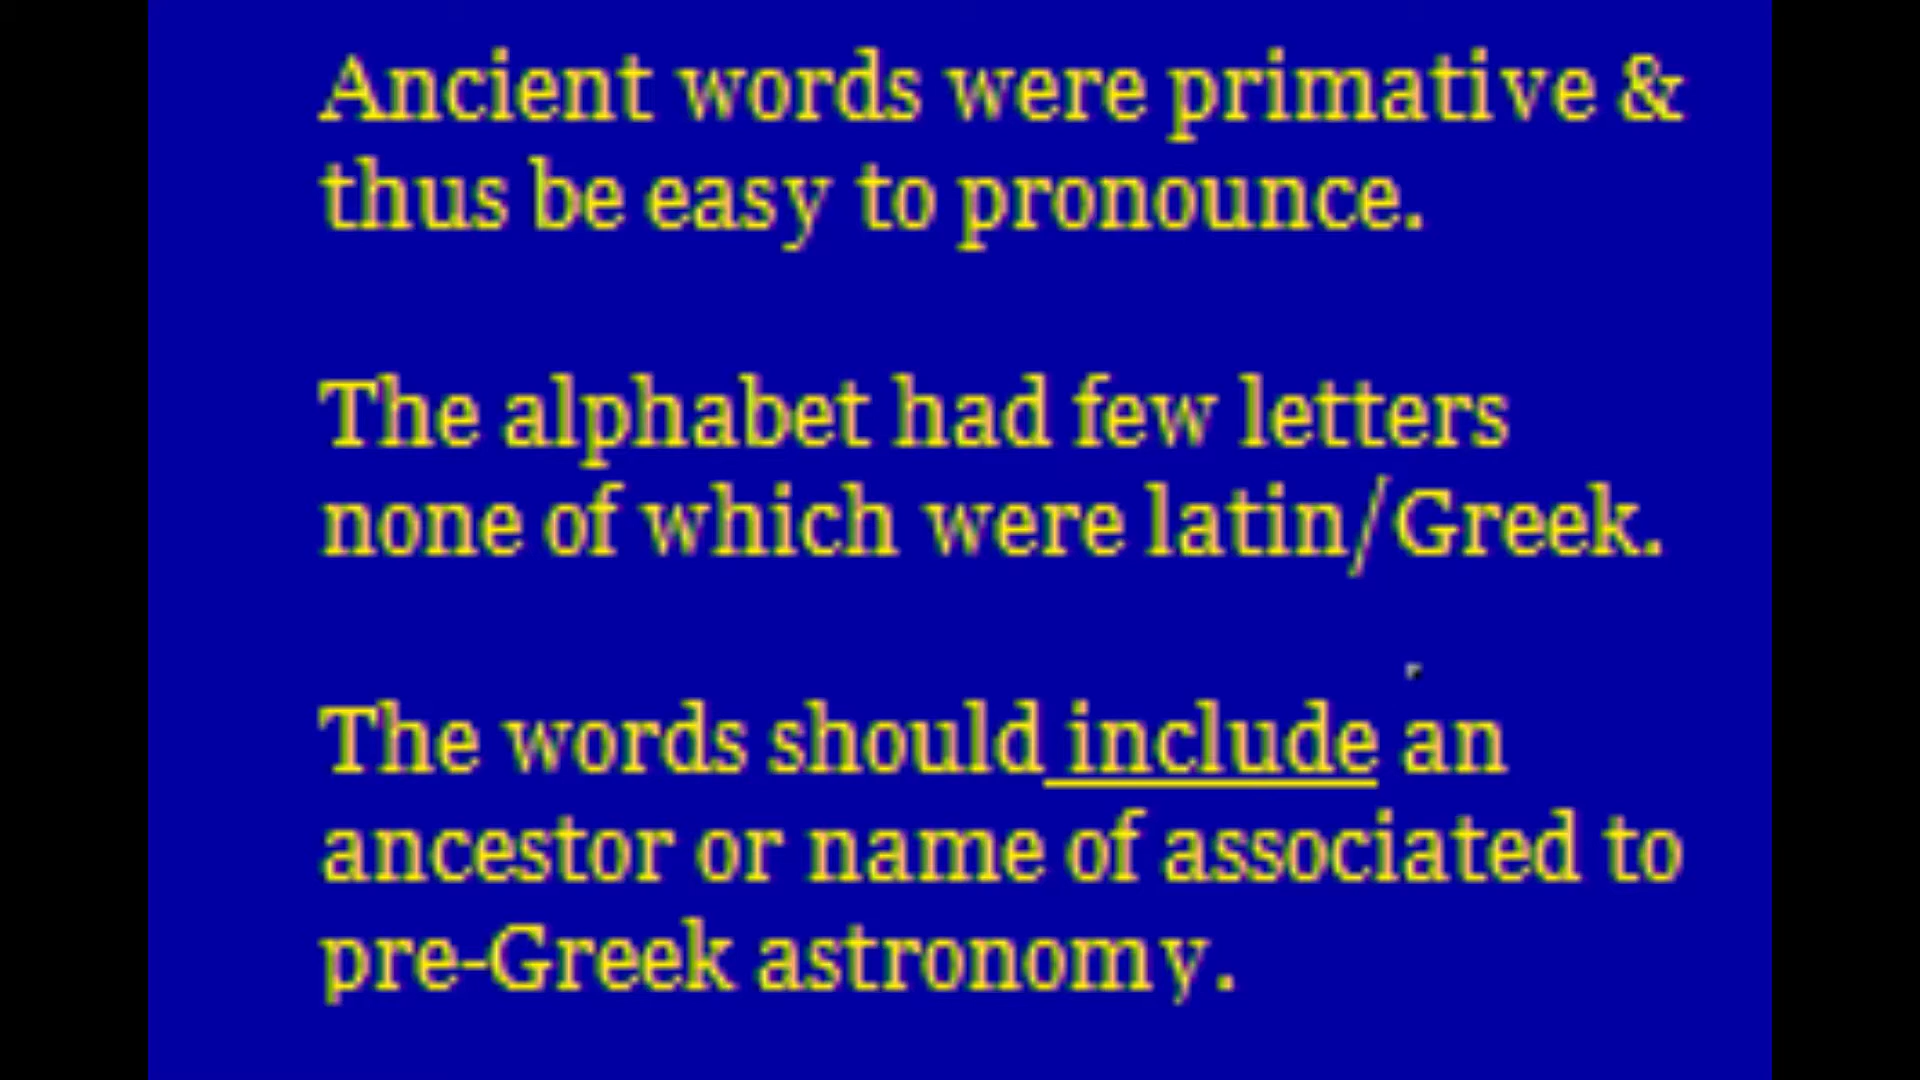 Ancient words were primative &
thus be easy to pronounce.
The alphabet had few letters
none of which were latin/Greek.
The words should include an
ancestor or name of associated to
pre-Greek astronomy.